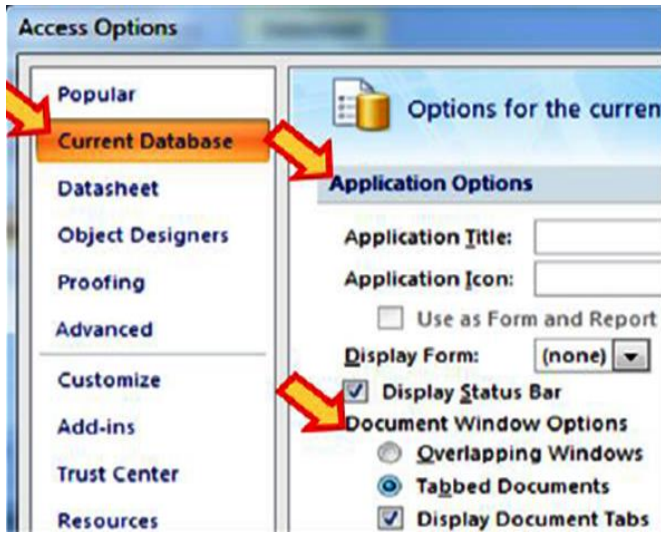 Access Options
Popular
Current Database
Datasheet
Object Designers
Proofing
Advanced
Customize
Add-ins
Trust Center
Resources
Options for the curren
Application Options
Application Title:
Application Icon:
Use as Form and Report
Display Form: (none)
Display Status Bar
Document Window Options
Overlapping Windows
Tabbed Documents
Display Document Tabs